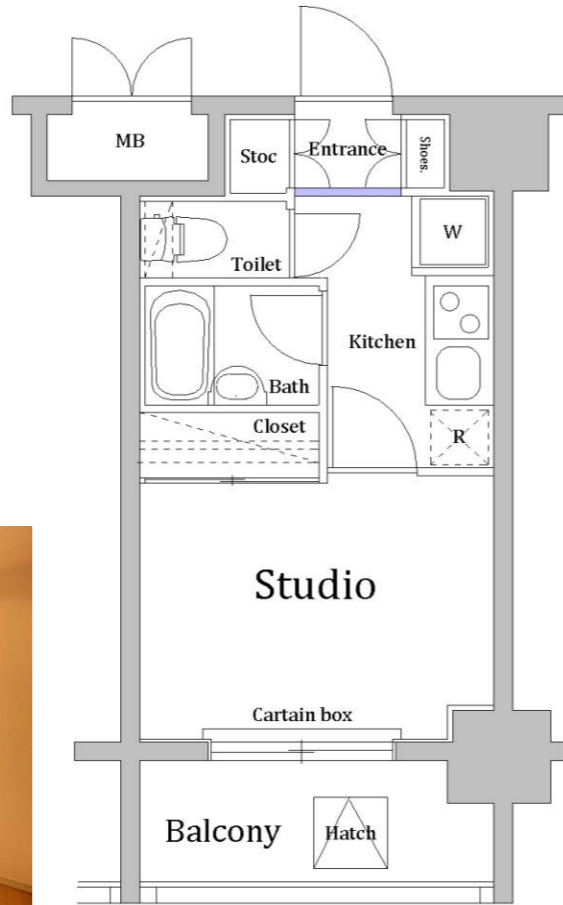 MB
Stoc
Entrance
Shoes.
W
Toilet
Kitchen
Bath
Closet
R
Studio
Cartain box
Balcony
Hatch